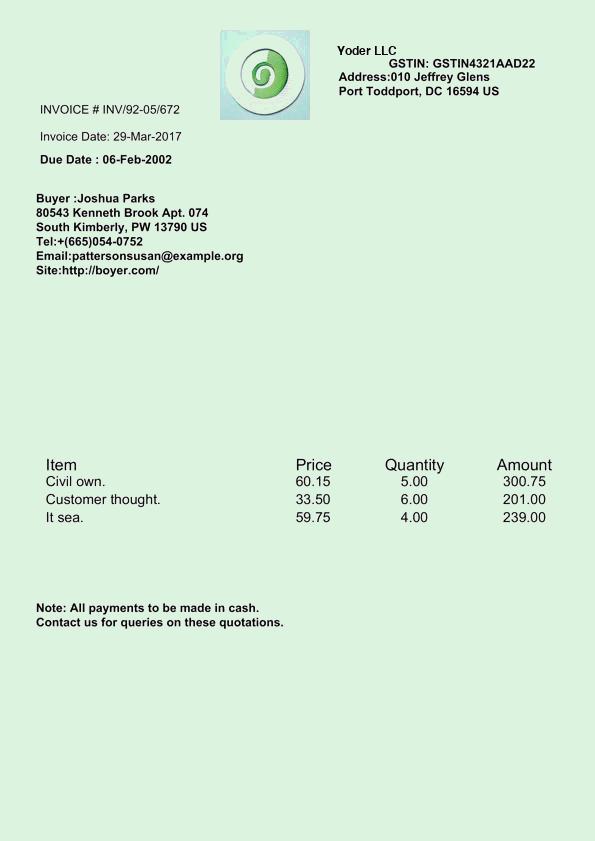 Yoder LLC
GSTIN: GSTIN4321AAD22
Address:010 Jeffrey Glens
Port Toddport, DC 16594 US
INVOICE # INV/92-05/672
Invoice Date: 29-Mar-2017
Due Date : 06-Feb-2002
Buyer :Joshua Parks
80543 Kenneth Brook Apt. 074
South Kimberly, PW 13790 US
Tel:+(665)054-0752
Email:pattersonsusan@example.org
Site:http://boyer.com/
Item Price Quantity Amount
Civil own. 60.15 5.00 300.75
Customer thought. 33.50 6.00 201.00
It sea. 59.75 4.00 239.00
Note: All payments to be made in cash.
Contact us for queries on these quotations.